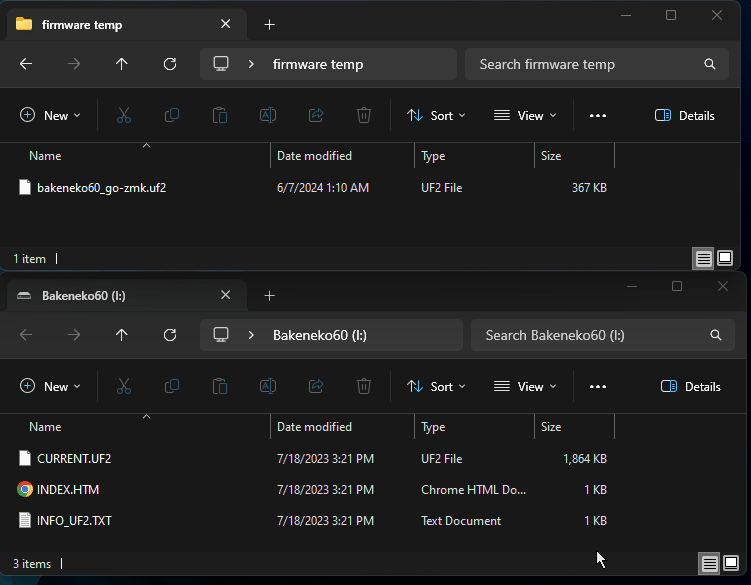 firmware temp
firmware temp
Search firmware temp
New
Sort
View
Details
Name
Date modified
Type
Size
bakeneko60_go-zmk.uf2
6/7/2024 1:10 AM
UF2 File
367 KB
1 item
Bakeneko60 (I:)
Bakeneko60 (I:)
Search Bakeneko60 (I:)
New
Sort
View
Details
Name
Date modified
Type
Size
CURRENT.UF2
7/18/2023 3:21 PM
UF2 File
1,864 KB
INDEX.HTM
7/18/2023 3:21 PM
Chrome HTML Do...
1 KB
INFO_UF2.TXT
7/18/2023 3:21 PM
Text Document
1 KB
3 items